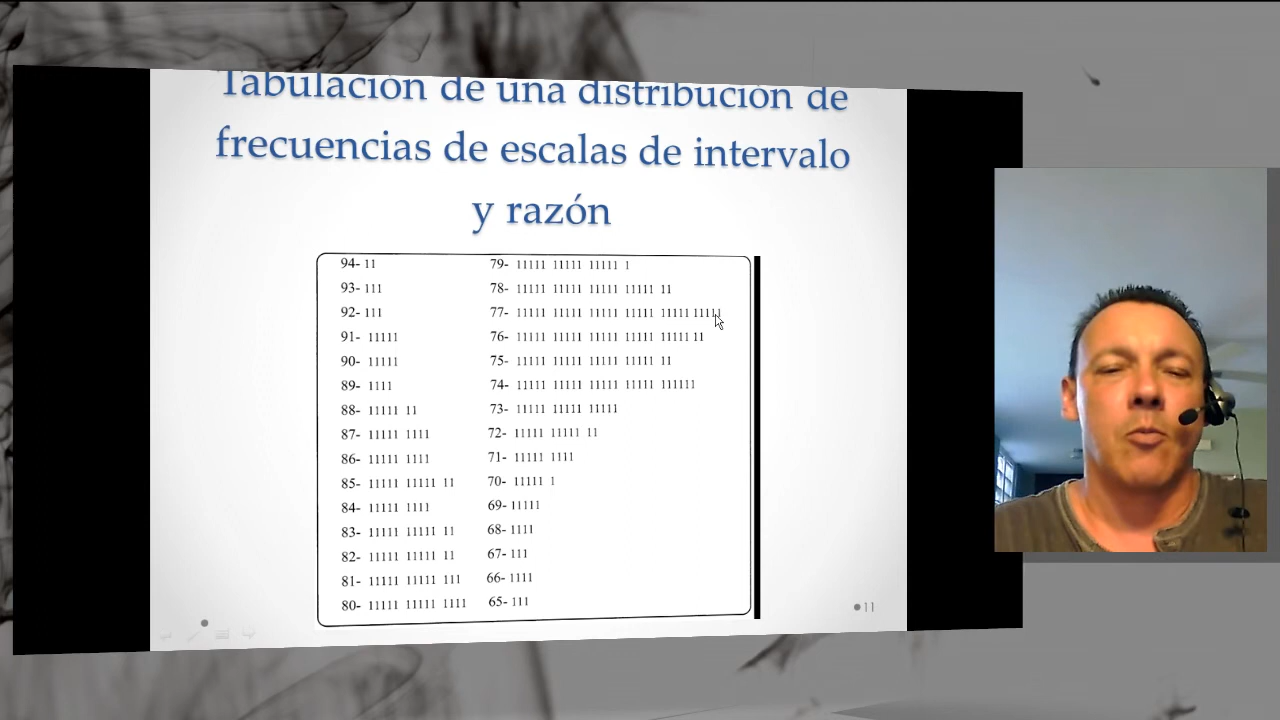 Tabulación de una distribución de
frecuencias de escalas de intervalo
y razón
94- 11
93- 111
92- 111
91- 11111
90- 11111
89- 1111
88- 11111 11
87- 11111 1111
86- 11111 1111
85- 11111 11111 11
84- 11111 1111
83- 11111 11111 11
82- 11111 11111 11
81- 11111 11111 111
80- 11111 11111 1111
79- 11111 11111 11111 1
78- 11111 11111 11111 11111 11
77- 11111 11111 11111 11111 11111 11111
76- 11111 11111 11111 11111 11111 11
75- 11111 11111 11111 11111 11
74- 11111 11111 11111 11111 111111
73- 11111 11111 11111
72- 11111 11111 11
71- 11111 1111
70- 11111 1
69- 11111
68- 1111
67- 111
66- 1111
65- 111
11